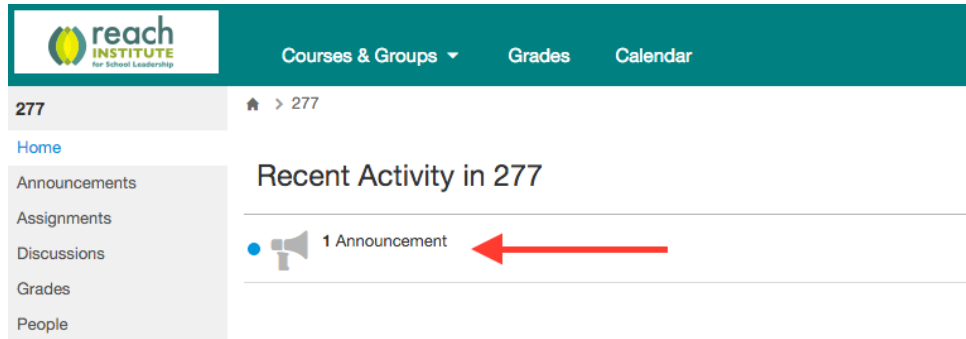 reach
INSTITUTE
for School Leadership
Courses & Groups
Grades
Calendar
277
Home
Announcements
Assignments
Discussions
Grades
People
> 277
Recent Activity in 277
1 Announcement